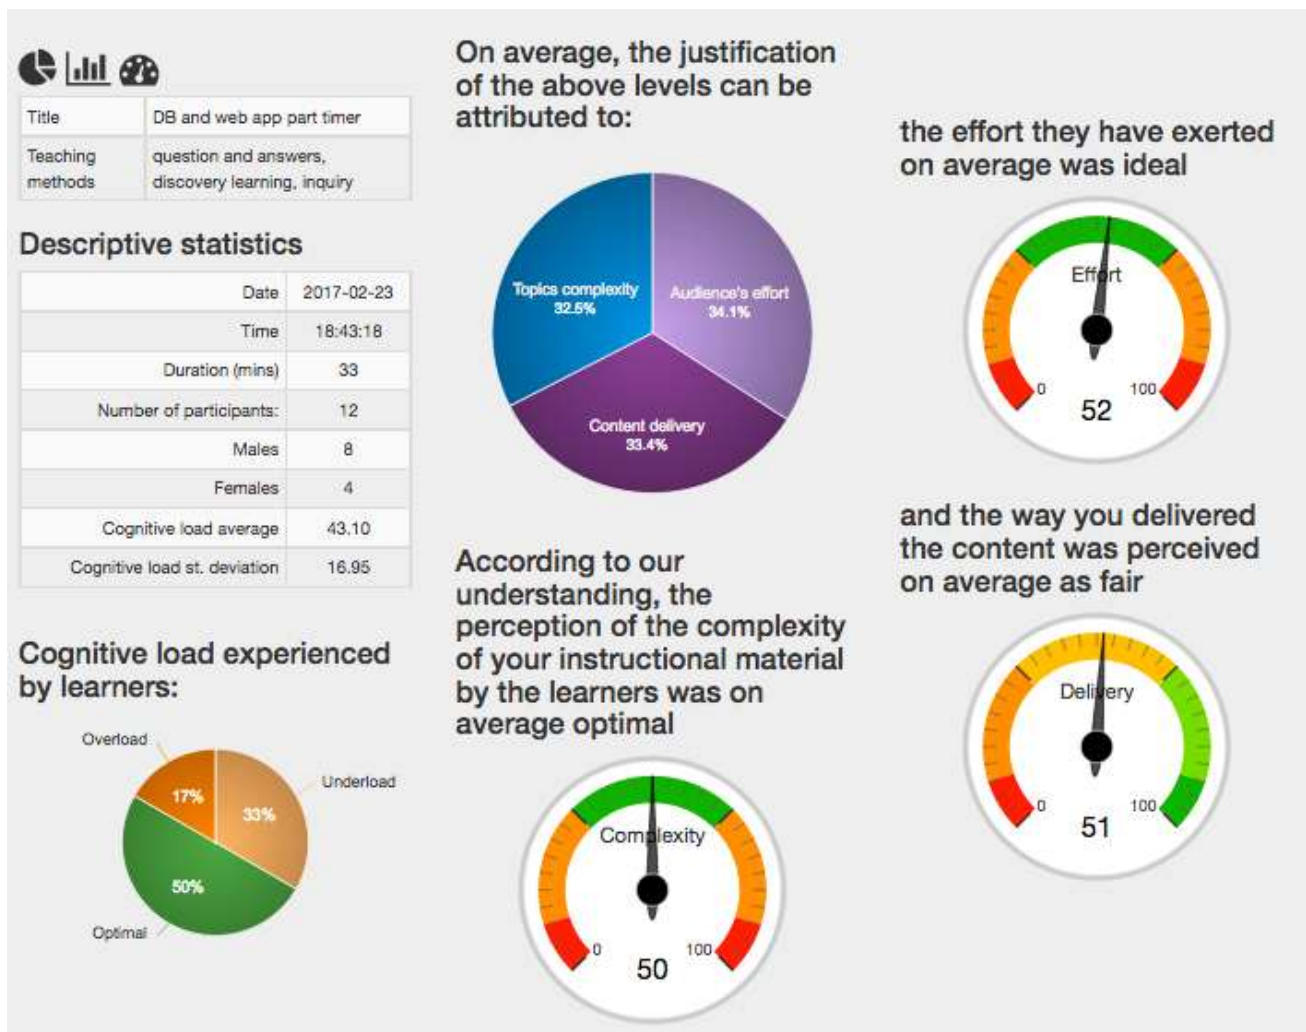 Title DB and web app part timer
Teaching methods question and answers, discovery learning, inquiry
Descriptive statistics
Date 2017-02-23
Time 18:43:18
Duration (mins) 33
Number of participants: 12
Males 8
Females 4
Cognitive load average 43.10
Cognitive load st. deviation 16.95
Cognitive load experienced
by learners:
Overload
17%
Underload
33%
50%
Optimal
On average, the justification
of the above levels can be
attributed to:
Topics complexity
32.5%
Audience's effort
34.1%
Content delivery
33.4%
According to our
understanding, the
perception of the complexity
of your instructional material
by the learners was on
average optimal
Complexity
0 100
50
the effort they have exerted
on average was ideal
Effort
0 100
52
and the way you delivered
the content was perceived
on average as fair
Delivery
0 100
51